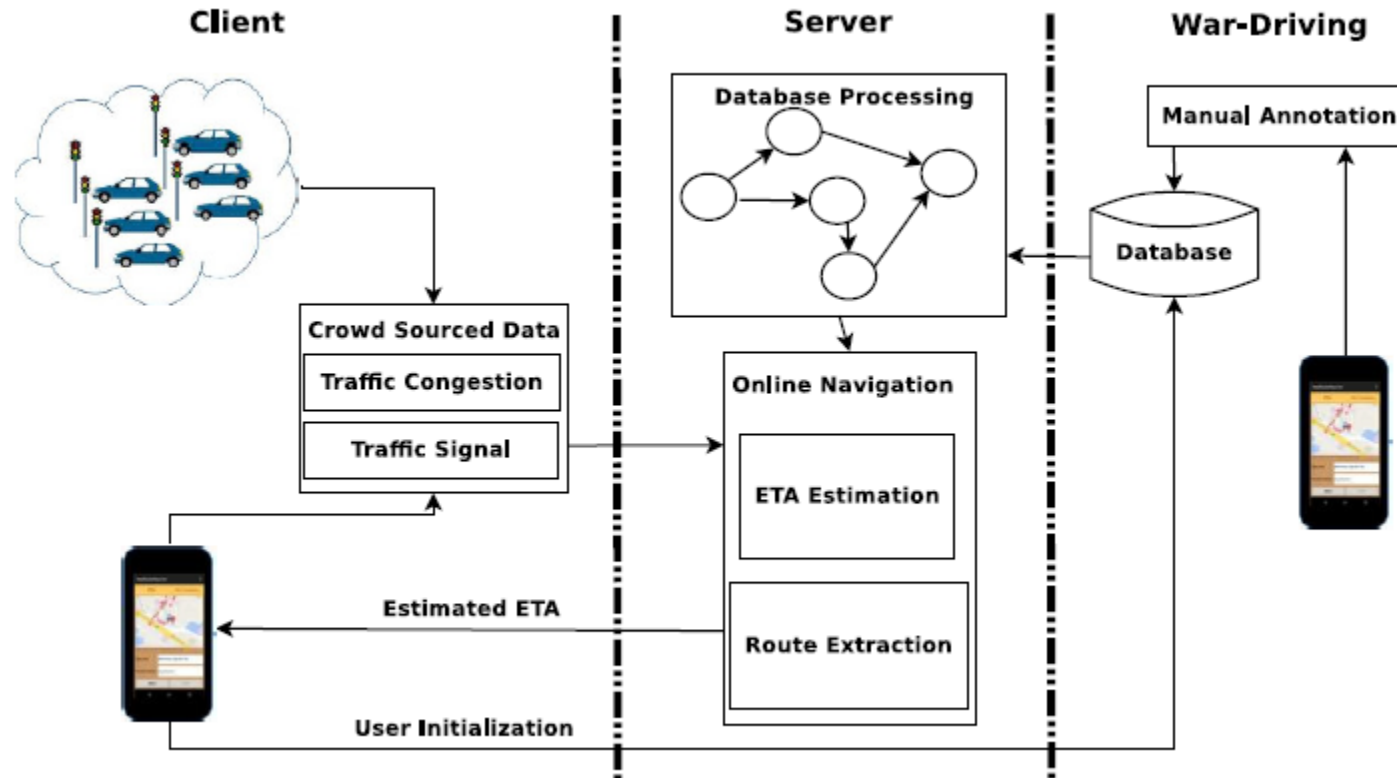 Client
Server
War-Driving
Database Processing
Manual Annotation
Database
Crowd Sourced Data
Traffic Congestion
Traffic Signal
Online Navigation
ETA Estimation
Route Extraction
Estimated ETA
User Initialization